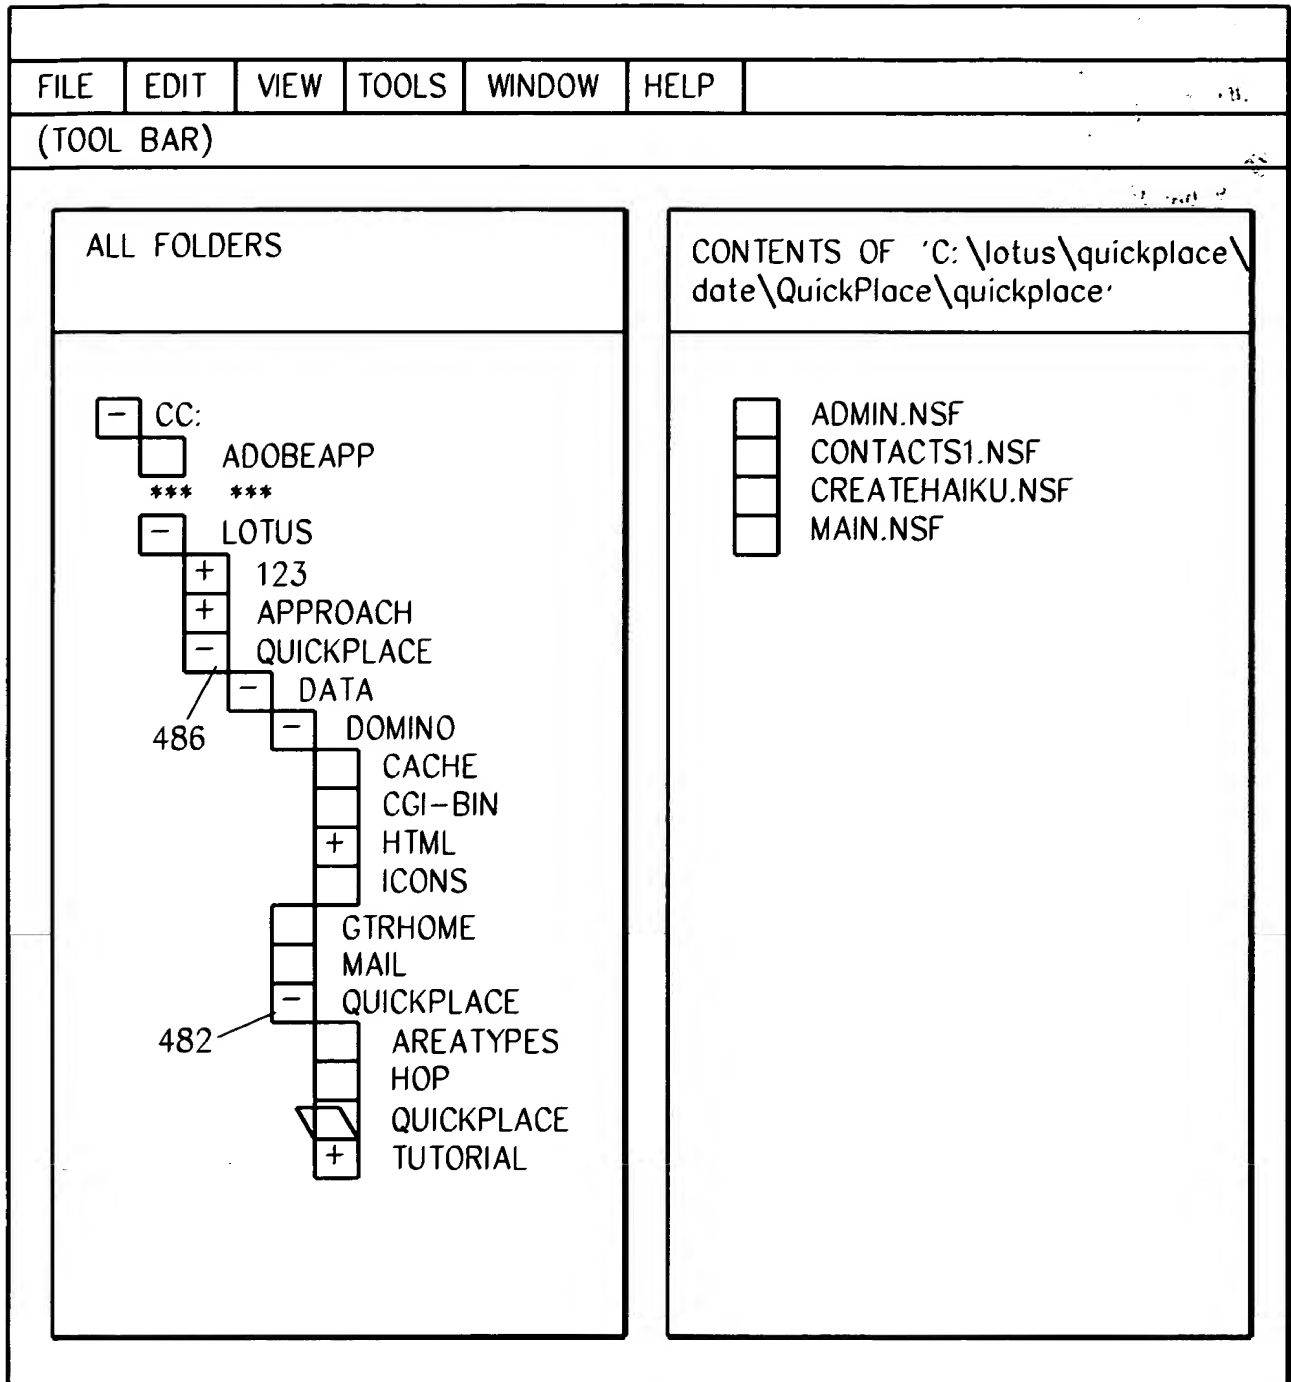 FILE EDIT VIEW TOOLS WINDOW HELP
(TOOL BAR)
ALL FOLDERS
- CC:
ADOBEAPP
*** ***
- LOTUS
+ 123
+ APPROACH
- QUICKPLACE
- DATA
486
- DOMINO
CACHE
CGI-BIN
+ HTML
ICONS
GTRHOME
MAIL
- QUICKPLACE
482
AREATYPES
HOP
QUICKPLACE
+ TUTORIAL
CONTENTS OF 'C:\lotus\quickplace\
date\QuickPlace\quickplace'
ADMIN.NSF
CONTACTS1.NSF
CREATEHAIKU.NSF
MAIN.NSF